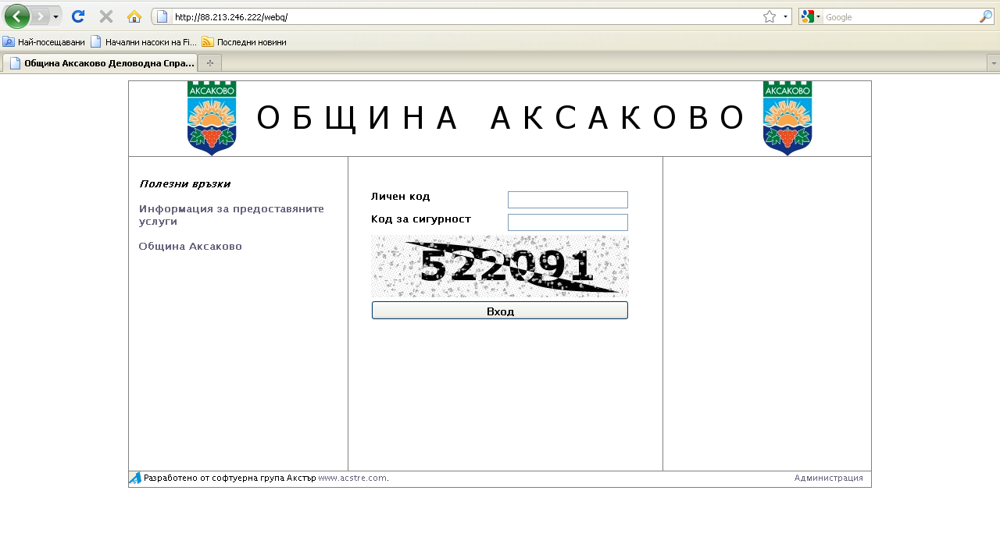 http://88.213.246.222/webq/
Google
Най-посещавани Начални насоки на Fi... Последни новини
Община Аксаково Деловодна Спра...
АКСАКОВО
ОБЩИНА АКСАКОВО
АКСАКОВО
Полезни връзки
Информация за предоставяните
услуги
Община Аксаково
Личен код
Код за сигурност
522091
Вход
Разработено от софтуерна група Акстър www.acstre.com.
Администрация